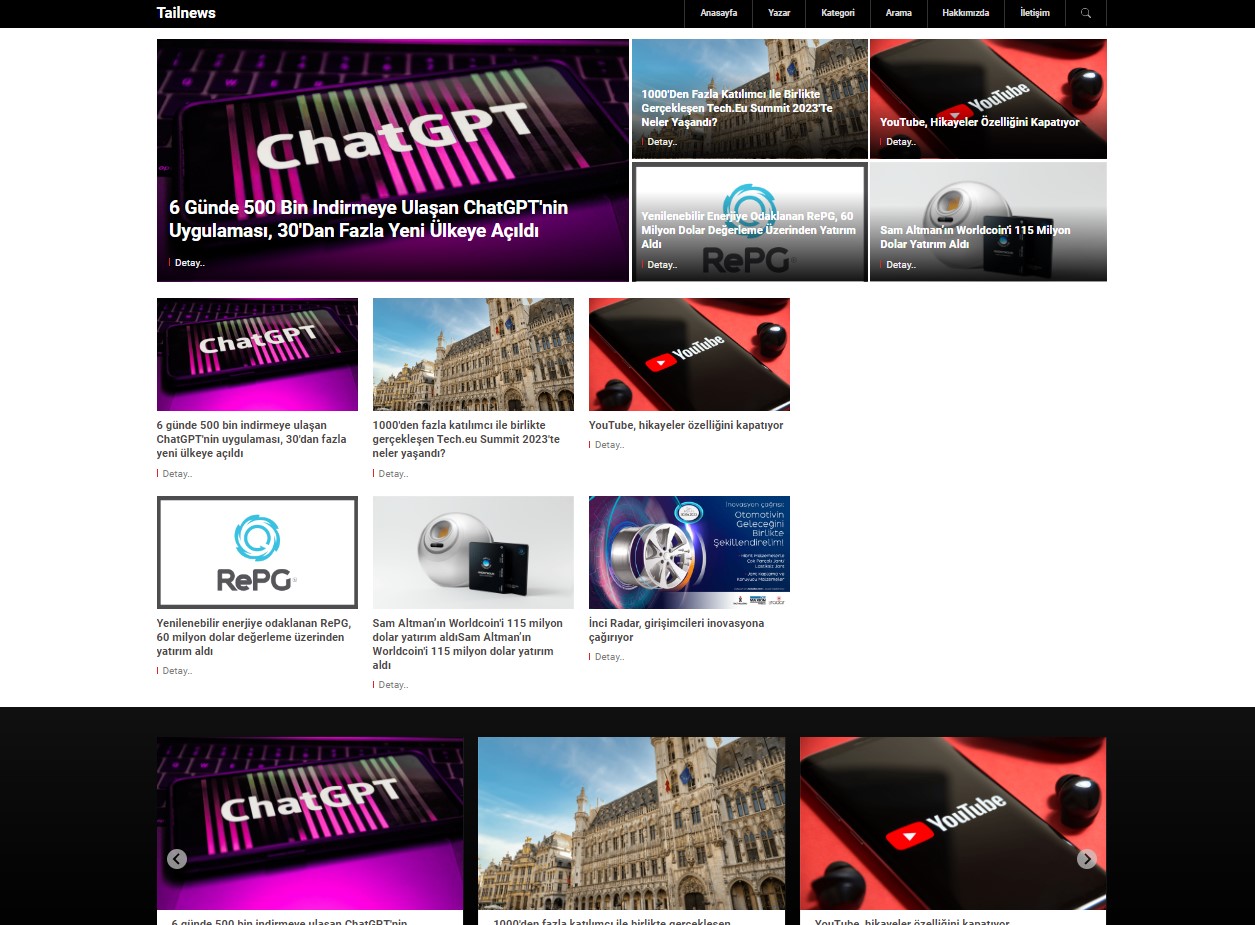 Tailnews
Anasayfa
Yazar
Kategori
Arama
Hakkımızda
İletişim
ChatGPT
6 Günde 500 Bin Indirmeye Ulaşan ChatGPT'nin
Uygulaması, 30'Dan Fazla Yeni Ülkeye Açıldı
Detay..
1000'Den Fazla Katılımcı Ile Birlikte
Gerçekleşen Tech.Eu Summit 2023'Te
Neler Yaşandı?
Detay..
YouTube
YouTube, Hikayeler Özelliğini Kapatıyor
Detay..
Yenilenebilir Enerjiye Odaklanan RePG, 60
Milyon Dolar Değerleme Üzerinden Yatırım
Aldı
RePG
Detay..
Sam Altman'ın Worldcoin'i 115 Milyon
Dolar Yatırım Aldı
Detay..
ChatGPT
6 günde 500 bin indirmeye ulaşan
ChatGPT'nin uygulaması, 30'dan fazla
yeni ülkeye açıldı
Detay..
1000'den fazla katılımcı ile birlikte
gerçekleşen Tech.eu Summit 2023'te
neler yaşandı?
Detay..
YouTube
YouTube, hikayeler özelliğini kapatıyor
Detay..
RePG
Yenilenebilir enerjiye odaklanan RePG,
60 milyon dolar değerleme üzerinden
yatırım aldı
Detay..
Sam Altman'ın Worldcoin'i 115 milyon
dolar yatırım aldıSam Altman'ın
Worldcoin'i 115 milyon dolar yatırım
aldı
Detay..
İnovasyon çağrısı:
Otomotivin
Geleceğini
Birlikte
Şekillendirelim!
İnci Radar, girişimcileri inovasyona
çağırıyor
Detay..
ChatGPT
YouTube
6 günde 500 bin indirmeye ulaşan ChatGPT'nin
1000'den fazla katılımcı ile birlikte gerçekleşen
YouTube, hikayeler özelliğini kapatıyor